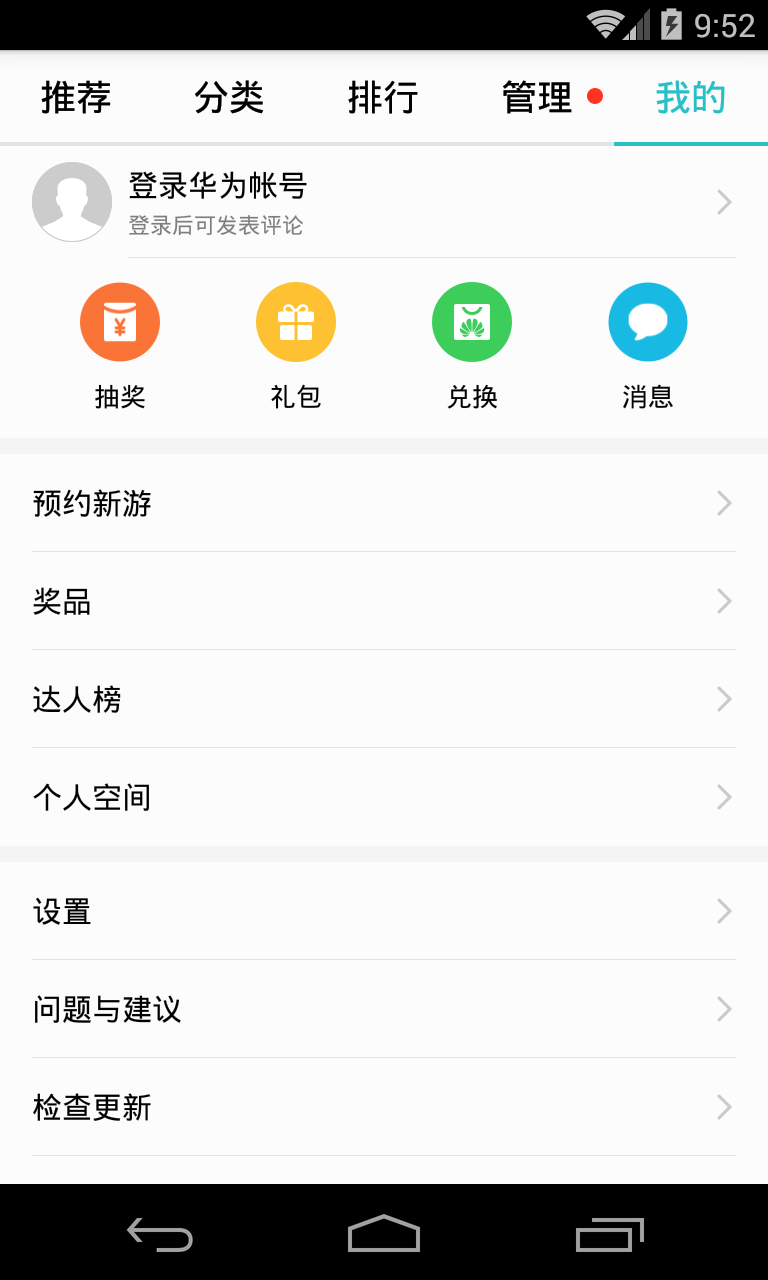 9:52
推荐 分类 排行 管理 我的
登录华为帐号
登录后可发表评论
抽奖 礼包 兑换 消息
预约新游
奖品
达人榜
个人空间
设置
问题与建议
检查更新